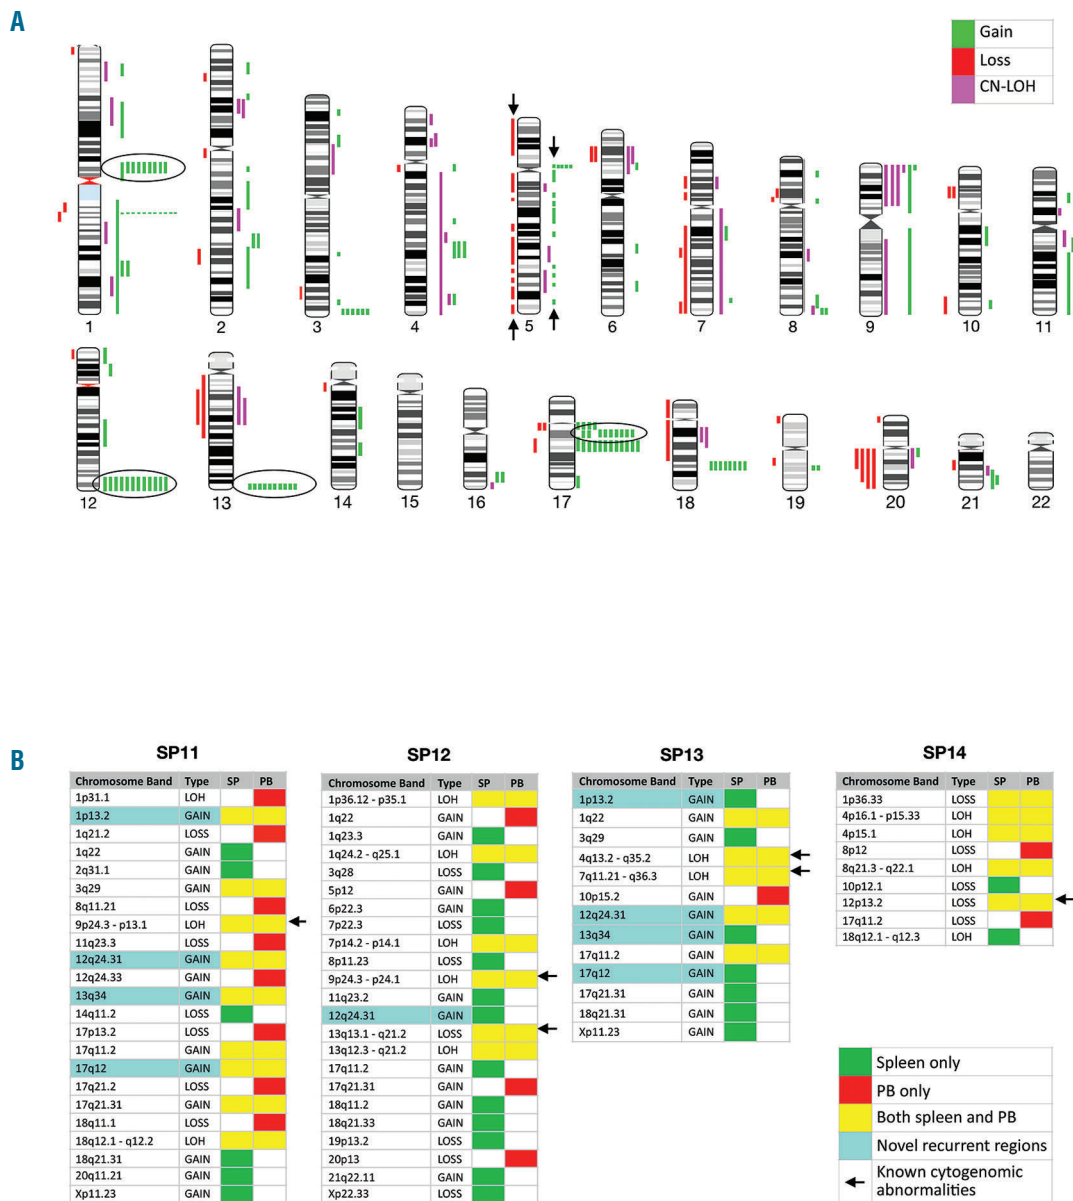 A
Gain
Loss
CN-LOH
1 2 3 4 5 6 7 8 9 10 11
12 13 14 15 16 17 18 19 20 21 22
B
SP11
Chromosome Band Type SP PB
1p31.1 LOH
1p13.2 GAIN
1q21.2 LOSS
1q22 GAIN
2q31.1 GAIN
3q29 GAIN
8q11.21 LOSS
9p24.3 - p13.1 LOH
11q23.3 LOSS
12q24.31 GAIN
12q24.33 GAIN
13q34 GAIN
14q11.2 LOSS
17p13.2 LOSS
17q11.2 GAIN
17q12 GAIN
17q21.2 LOSS
17q21.31 GAIN
18q11.1 LOSS
18q12.1 - q12.2 LOH
18q21.31 GAIN
20q11.21 GAIN
Xp11.23 GAIN
SP12
Chromosome Band Type SP PB
1p36.12 - p35.1 LOH
1q22 GAIN
1q23.3 GAIN
1q24.2 - q25.1 LOH
3q28 LOSS
5p12 GAIN
6p22.3 GAIN
7p22.3 LOSS
7p14.2 - p14.1 LOH
8p11.23 LOSS
9p24.3 - p24.1 LOH
11q23.2 GAIN
12q24.31 GAIN
13q13.1 - q21.2 LOSS
13q12.3 - q21.2 LOH
17q11.2 GAIN
17q21.31 GAIN
18q11.2 GAIN
18q21.33 GAIN
19p13.2 LOSS
20p13 LOSS
21q22.11 GAIN
Xp22.33 LOSS
SP13
Chromosome Band Type SP PB
1p13.2 GAIN
1q22 GAIN
3q29 GAIN
4q13.2 - q35.2 LOH
7q11.21 - q36.3 LOH
10p15.2 GAIN
12q24.31 GAIN
13q34 GAIN
17q11.2 GAIN
17q12 GAIN
17q21.31 GAIN
18q21.31 GAIN
Xp11.23 GAIN
SP14
Chromosome Band Type SP PB
1p36.33 LOSS
4p16.1 - p15.33 LOH
4p15.1 LOH
8p12 LOSS
8q21.3 - q22.1 LOH
10p12.1 LOSS
12p13.2 LOSS
17q11.2 LOSS
18q12.1 - q12.3 LOH
Spleen only
PB only
Both spleen and PB
Novel recurrent regions
Known cytogenomic
abnormalities